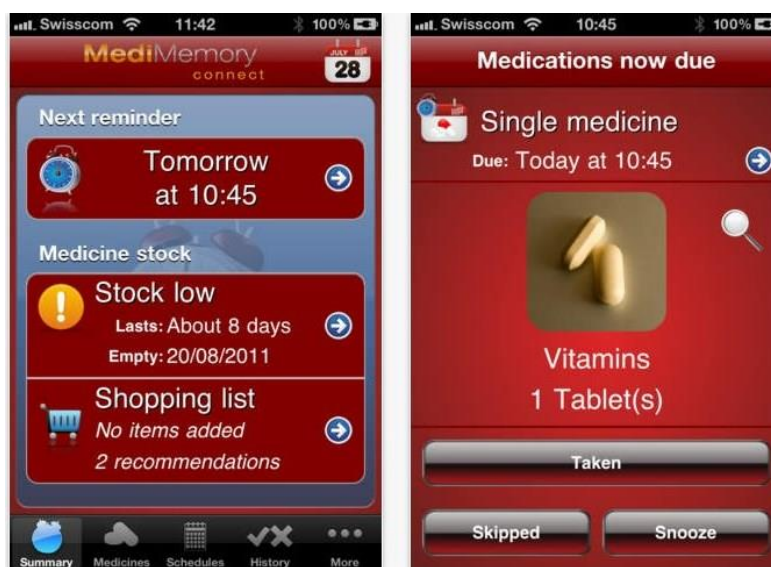 Swisscom 11:42 100%
MediMemory
connect
JULY
28
Next reminder
Tomorrow
at 10:45
Medicine stock
Stock low
Lasts: About 8 days
Empty: 20/08/2011
Shopping list
No items added
2 recommendations
Summary Medicines Schedules History More
Swisscom 10:45 100%
Medications now due
Single medicine
Due: Today at 10:45
Vitamins
1 Tablet(s)
Taken
Skipped Snooze